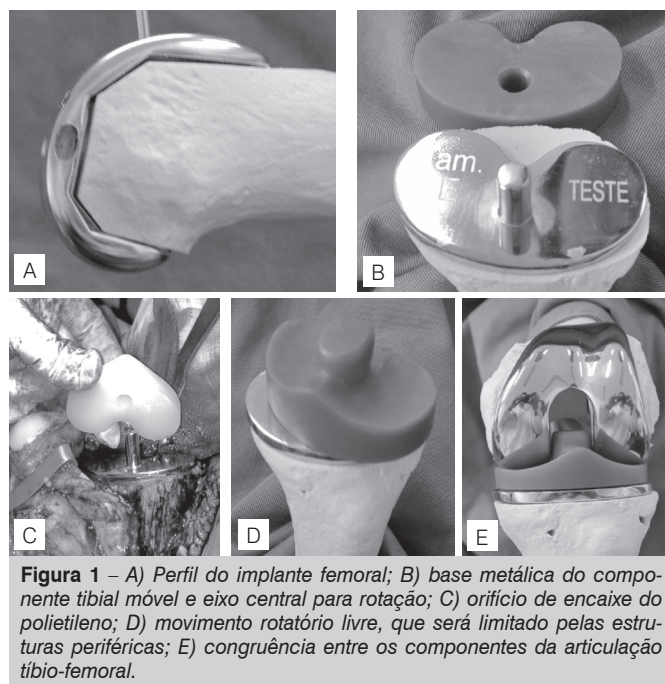 A
am.
TESTE
B
C
D
E
Figura 1 – A) Perfil do implante femoral; B) base metálica do compo-
nente tibial móvel e eixo central para rotação; C) orifício de encaixe do
polietileno; D) movimento rotatório livre, que será limitado pelas estru-
turas periféricas; E) congruência entre os componentes da articulação
tíbio-femoral.